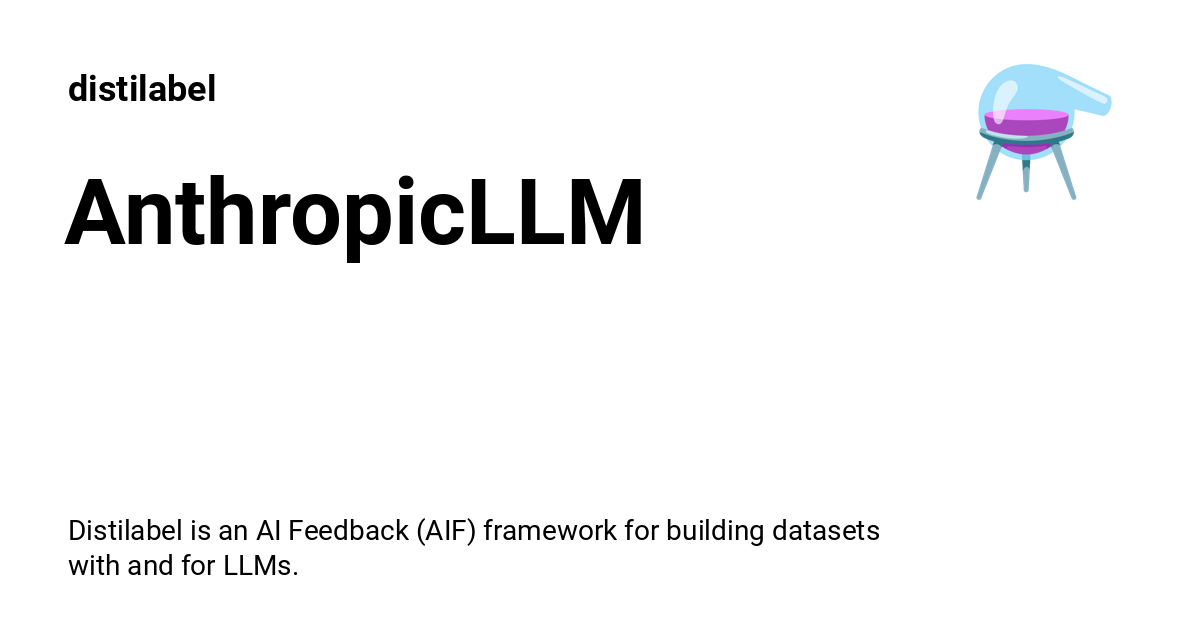 distilabel
AnthropicLLM
Distilabel is an AI Feedback (AIF) framework for building datasets
with and for LLMs.